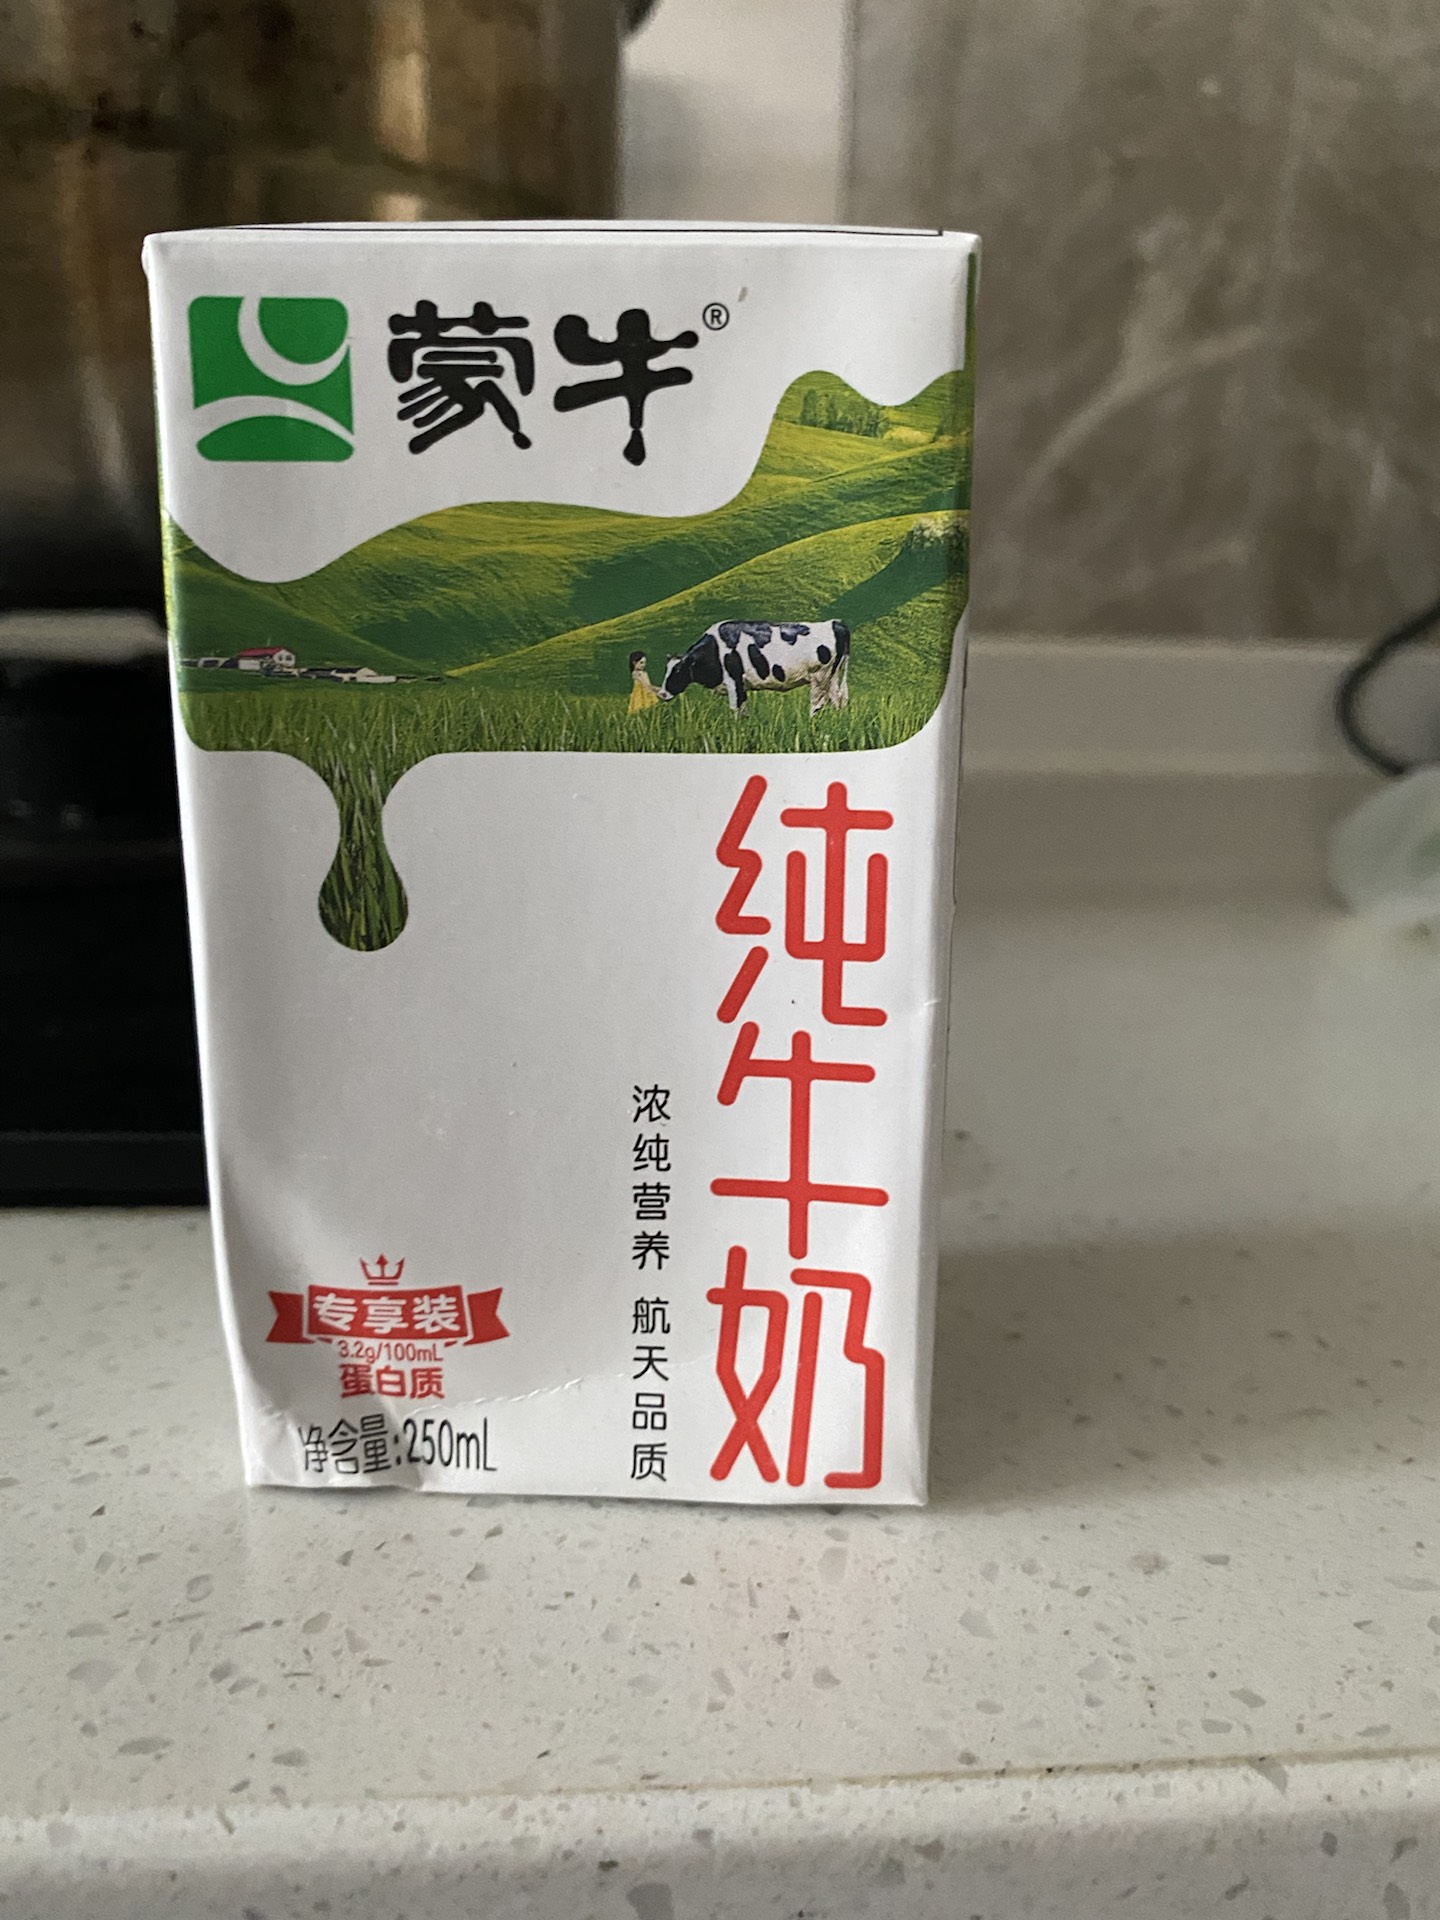 蒙牛®
纯牛奶
浓纯营养 航天品质
专享装
3.2g/100mL
蛋白质
净含量:250mL